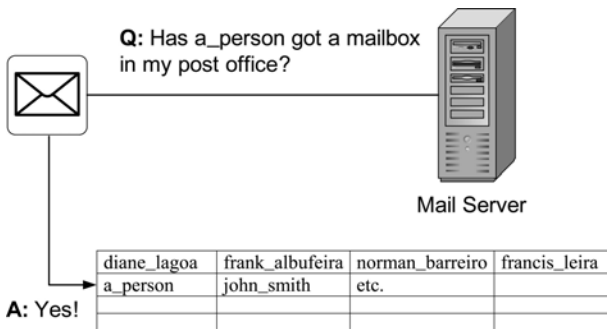 Q: Has a_person got a mailbox
in my post office?
Mail Server
diane_lagoa frank_albufeira norman_barreiro francis_leira
a_person john_smith etc.
A: Yes!